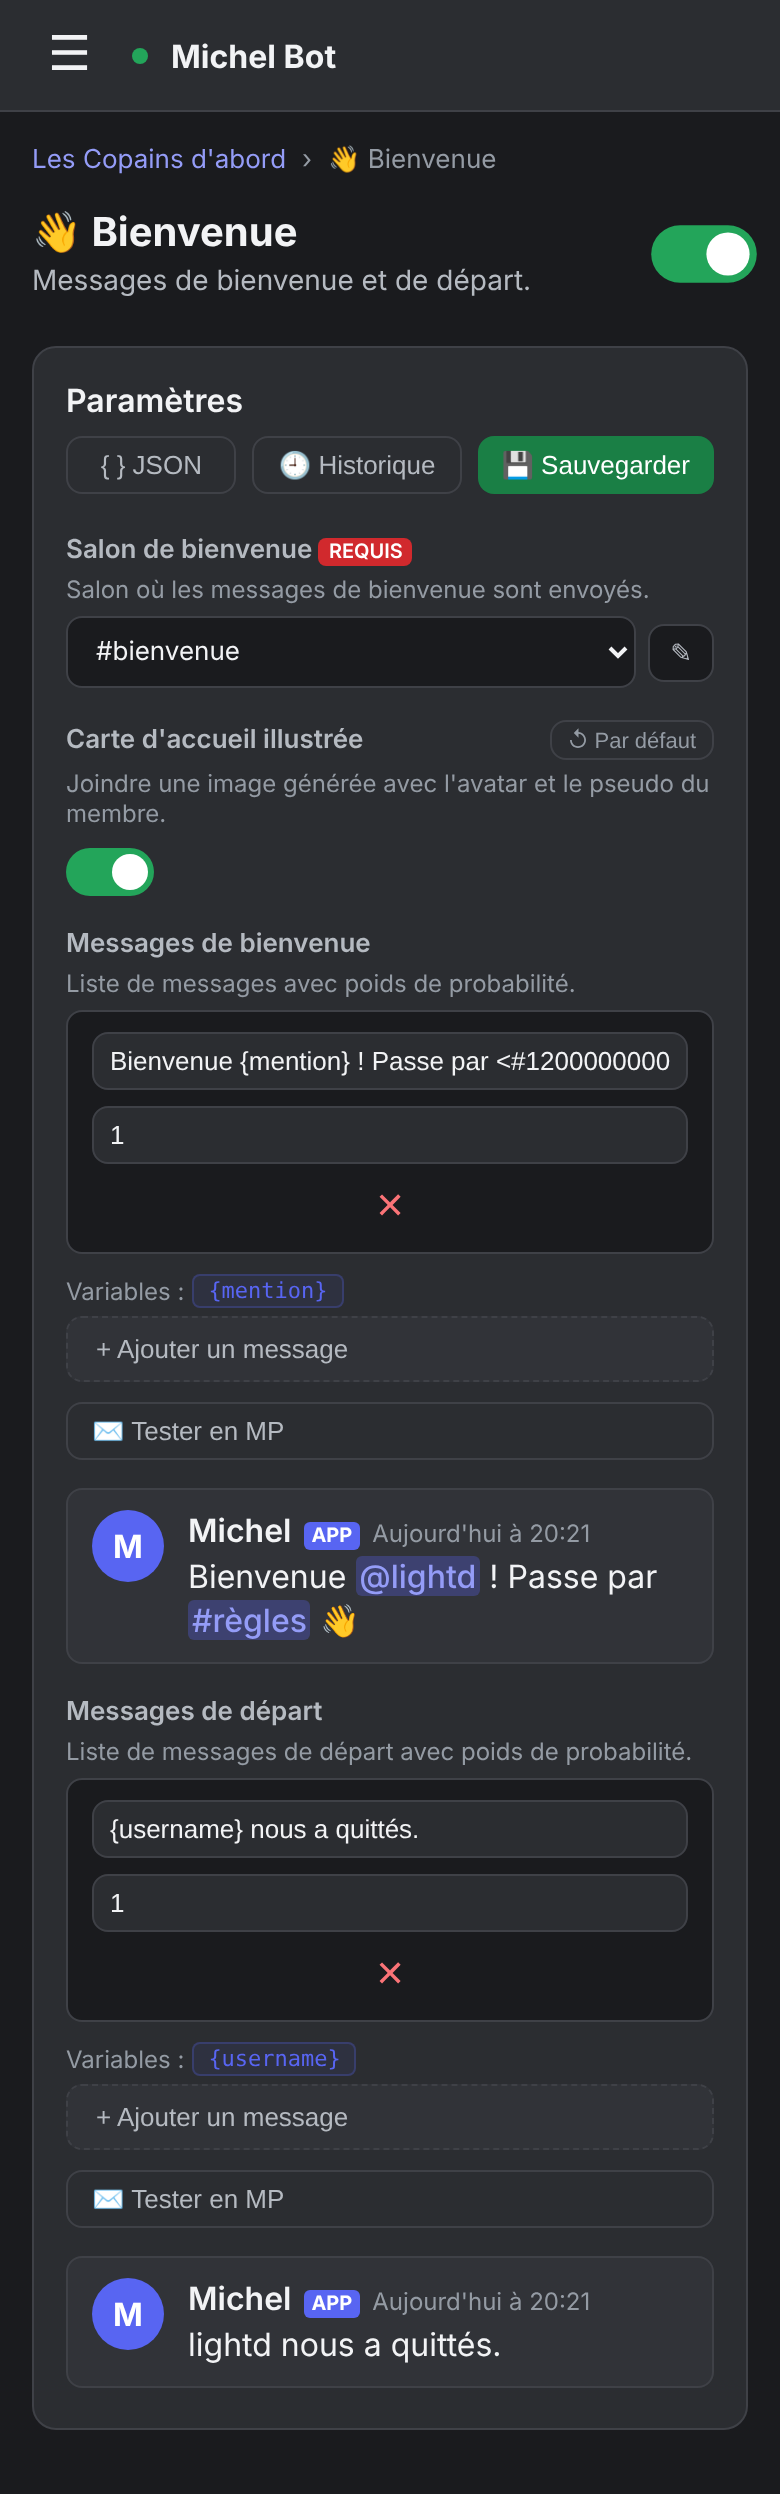 ☰ Michel Bot
Les Copains d'abord › 👋 Bienvenue
👋 Bienvenue
Messages de bienvenue et de départ.
Paramètres
{ } JSON 🕘 Historique 💾 Sauvegarder
Salon de bienvenue REQUIS
Salon où les messages de bienvenue sont envoyés.
#bienvenue ✎
Carte d'accueil illustrée ↺ Par défaut
Joindre une image générée avec l'avatar et le pseudo du
membre.
Messages de bienvenue
Liste de messages avec poids de probabilité.
Bienvenue {mention} ! Passe par <#1200000000
1
✕
Variables : {mention}
+ Ajouter un message
✉️ Tester en MP
M Michel APP Aujourd'hui à 20:21
Bienvenue @lightd ! Passe par
#règles 👋
Messages de départ
Liste de messages de départ avec poids de probabilité.
{username} nous a quittés.
1
✕
Variables : {username}
+ Ajouter un message
✉️ Tester en MP
M Michel APP Aujourd'hui à 20:21
lightd nous a quittés.